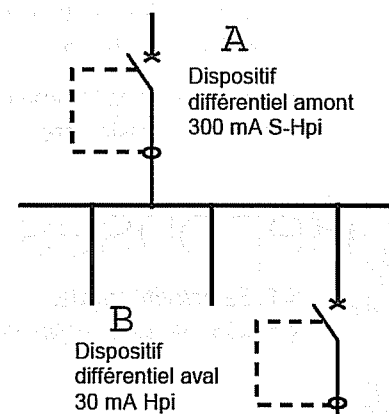 A
Dispositif
différentiel amont
300 mA S-Hpi
B
Dispositif
différentiel aval
30 mA Hpi